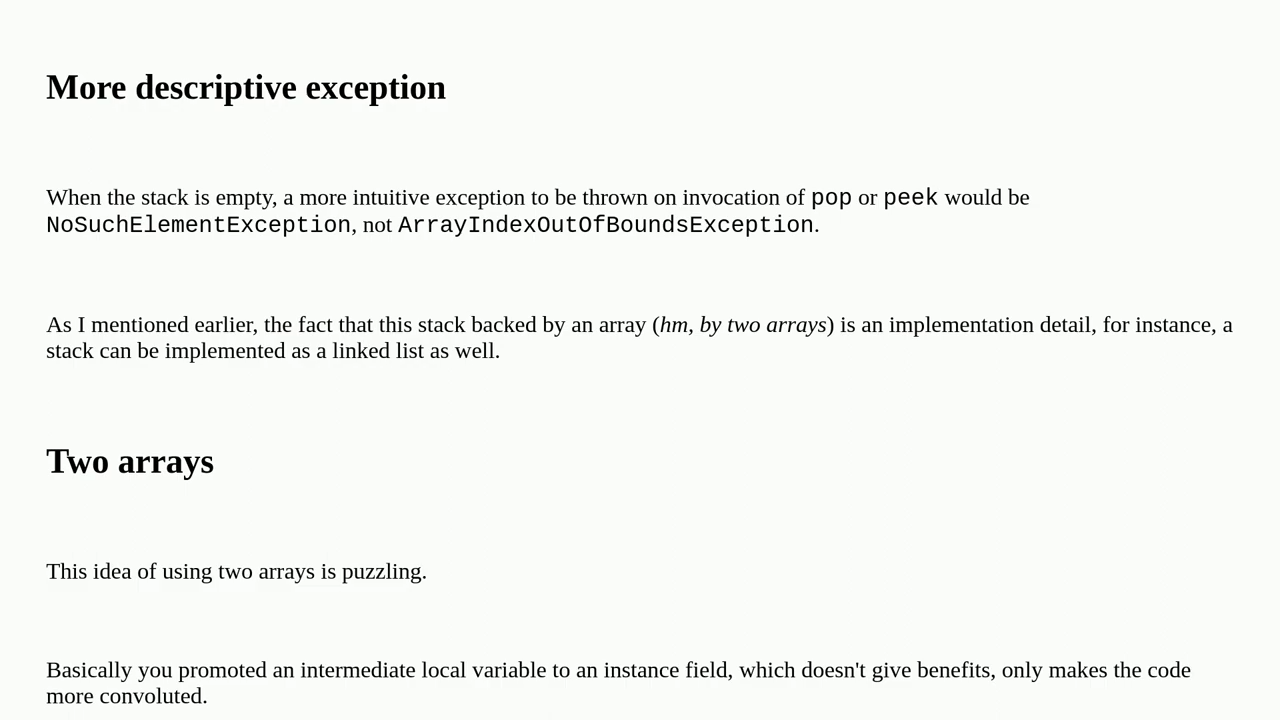 More descriptive exception
When the stack is empty, a more intuitive exception to be thrown on invocation of pop or peek would be
NoSuchElementException, not ArrayIndexOutOfBoundsException.
As I mentioned earlier, the fact that this stack backed by an array (hm, by two arrays) is an implementation detail, for instance, a
stack can be implemented as a linked list as well.
Two arrays
This idea of using two arrays is puzzling.
Basically you promoted an intermediate local variable to an instance field, which doesn't give benefits, only makes the code
more convoluted.